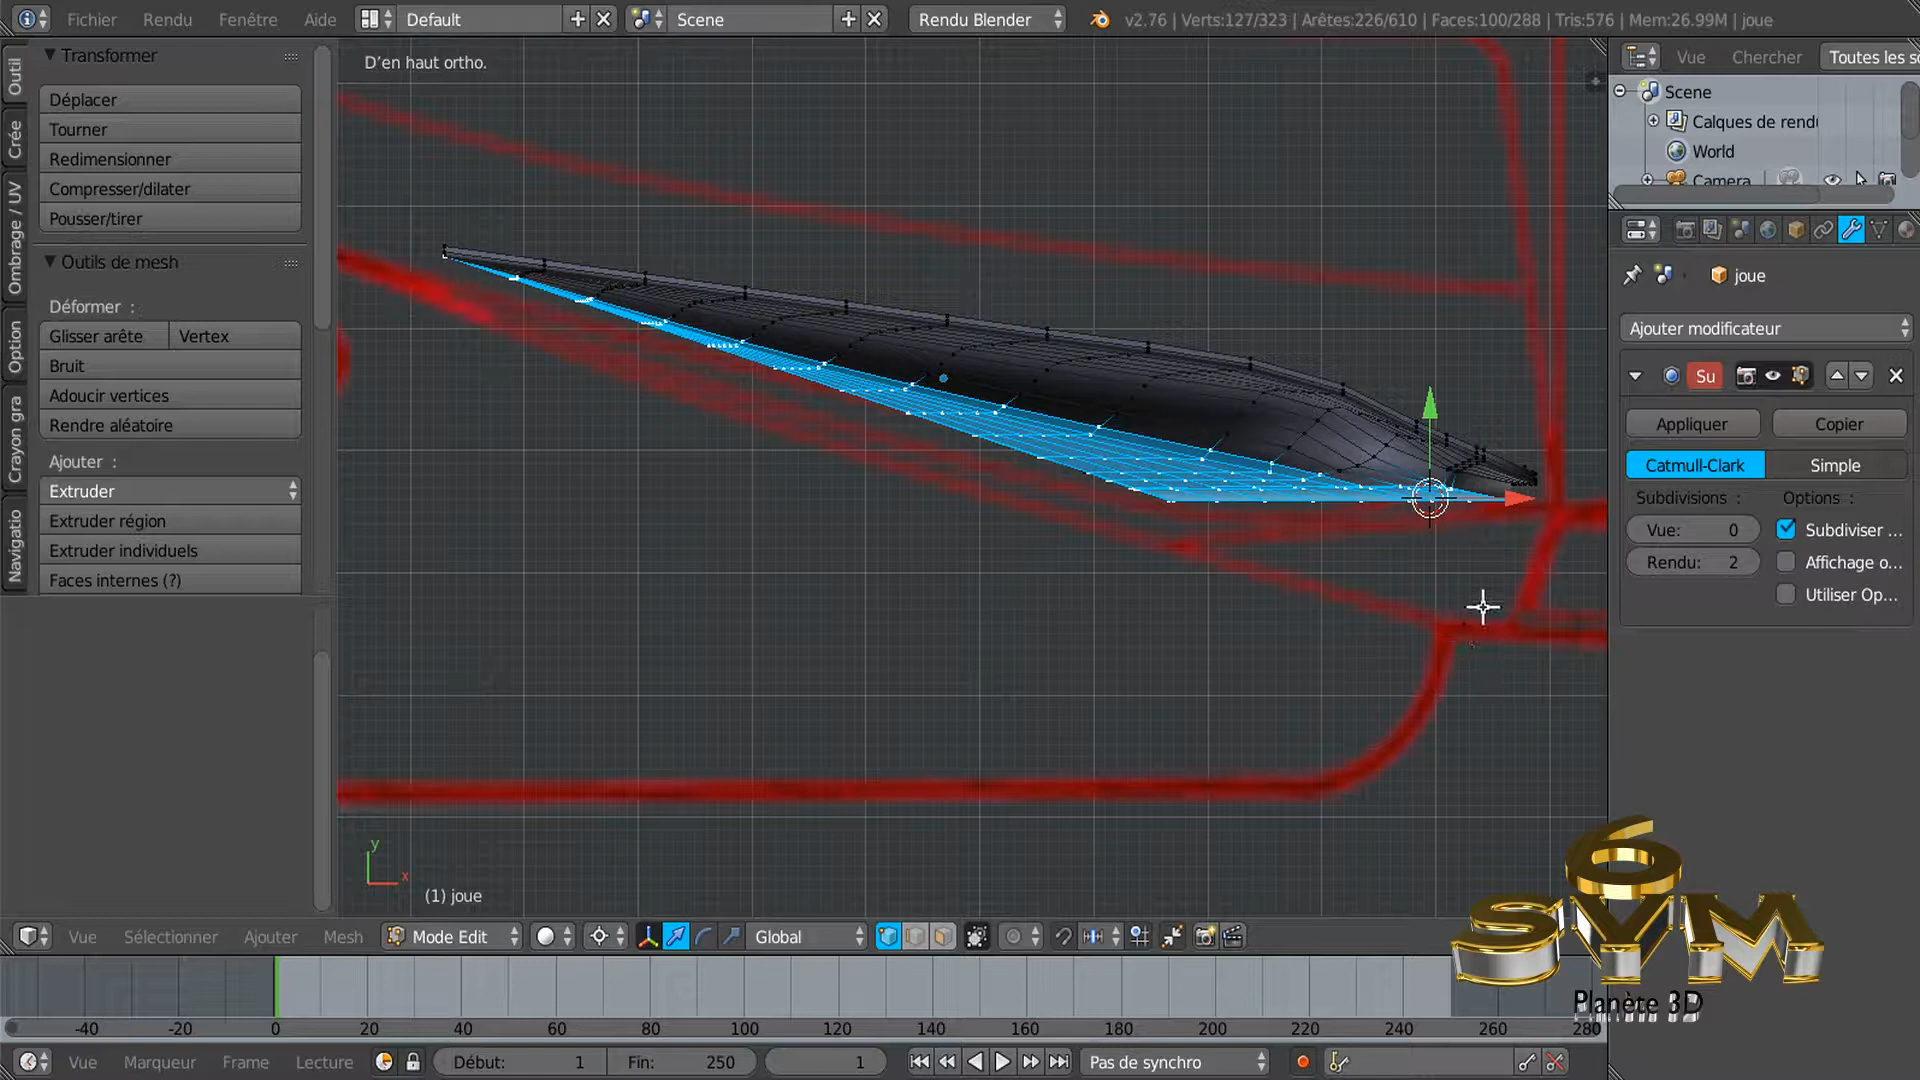 Fichier Rendu Fenêtre Aide Default Scene Rendu Blender v2.76 | Verts:127/323 | Arêtes:226/610 | Faces:100/288 | Tris:576 | Mem:26.99M | joue
Outil
Crée
Ombrage / UV
Option
Crayon gra
Navigatio
Transformer
Déplacer
Tourner
Redimensionner
Compresser/dilater
Pousser/tirer
Outils de mesh
Déformer :
Glisser arête Vertex
Bruit
Adoucir vertices
Rendre aléatoire
Ajouter :
Extruder
Extruder région
Extruder individuels
Faces internes (?)
D'en haut ortho.
y
x
(1) joue
Vue Chercher Toutes les s
Scene
Calques de rend
World
Camera
joue
Ajouter modificateur
Su
Appliquer Copier
Catmull-Clark Simple
Subdivisions : Options :
Vue: 0 Subdiviser ...
Rendu: 2 Affichage o...
Utiliser Op...
Vue Sélectionner Ajouter Mesh Mode Edit Global
6
SYM
Planète 3D
-40 -20 0 20 40 60 80 100 120 140 160 180 200 220 240 260 280
Vue Marqueur Frame Lecture Début: 1 Fin: 250 1 Pas de synchro